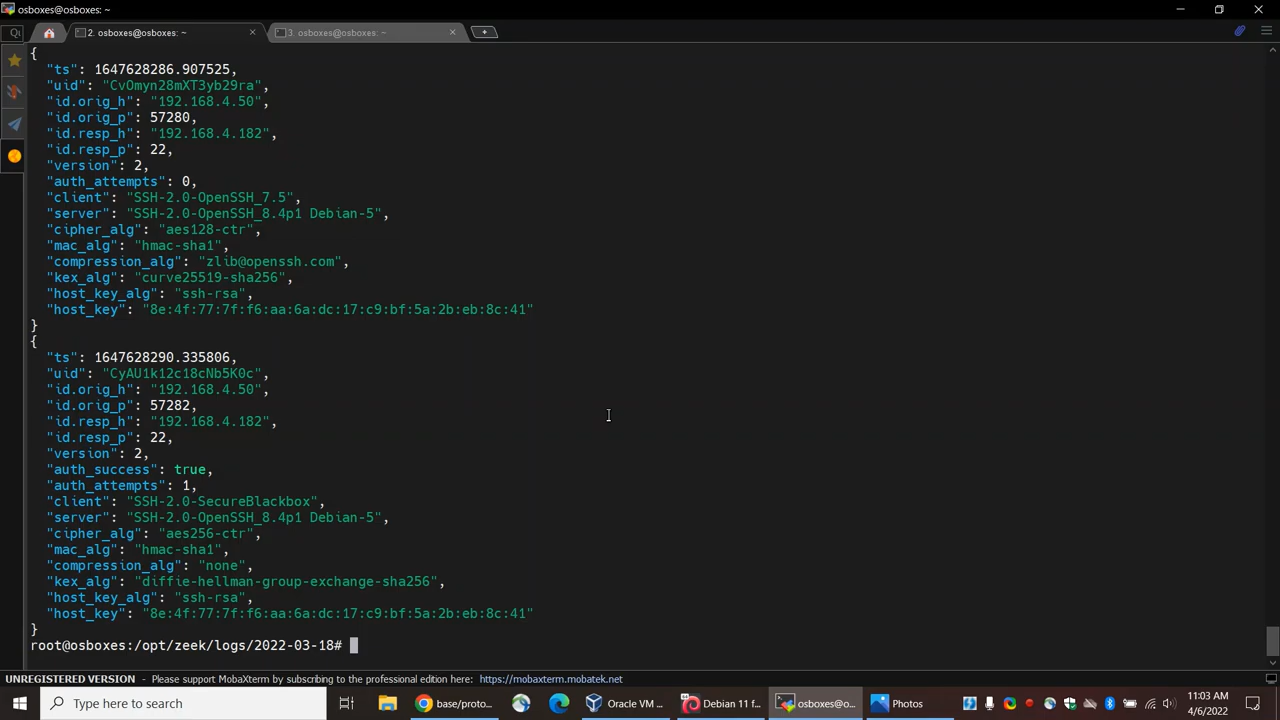 osboxes@osboxes: ~
Qu
2. osboxes@osboxes: ~
3. osboxes@osboxes: ~
{
"ts": 1647628286.907525,
"uid": "CvOmyn28mXT3yb29ra",
"id.orig_h": "192.168.4.50",
"id.orig_p": 57280,
"id.resp_h": "192.168.4.182",
"id.resp_p": 22,
"version": 2,
"auth_attempts": 0,
"client": "SSH-2.0-OpenSSH_7.5",
"server": "SSH-2.0-OpenSSH_8.4p1 Debian-5",
"cipher_alg": "aes128-ctr",
"mac_alg": "hmac-sha1",
"compression_alg": "zlib@openssh.com",
"kex_alg": "curve25519-sha256",
"host_key_alg": "ssh-rsa",
"host_key": "8e:4f:77:7f:f6:aa:6a:dc:17:c9:bf:5a:2b:eb:8c:41"
}
{
"ts": 1647628290.335806,
"uid": "CyAU1k12c18cNb5K0c",
"id.orig_h": "192.168.4.50",
"id.orig_p": 57282,
"id.resp_h": "192.168.4.182",
"id.resp_p": 22,
"version": 2,
"auth_success": true,
"auth_attempts": 1,
"client": "SSH-2.0-SecureBlackbox",
"server": "SSH-2.0-OpenSSH_8.4p1 Debian-5",
"cipher_alg": "aes256-ctr",
"mac_alg": "hmac-sha1",
"compression_alg": "none",
"kex_alg": "diffie-hellman-group-exchange-sha256",
"host_key_alg": "ssh-rsa",
"host_key": "8e:4f:77:7f:f6:aa:6a:dc:17:c9:bf:5a:2b:eb:8c:41"
}
root@osboxes:/opt/zeek/logs/2022-03-18#
UNREGISTERED VERSION - Please support MobaXterm by subscribing to the professional edition here: https://mobaxterm.mobatek.net
Type here to search
base/proto...
Oracle VM ...
Debian 11 f...
osboxes@o...
Photos
11:03 AM
4/6/2022